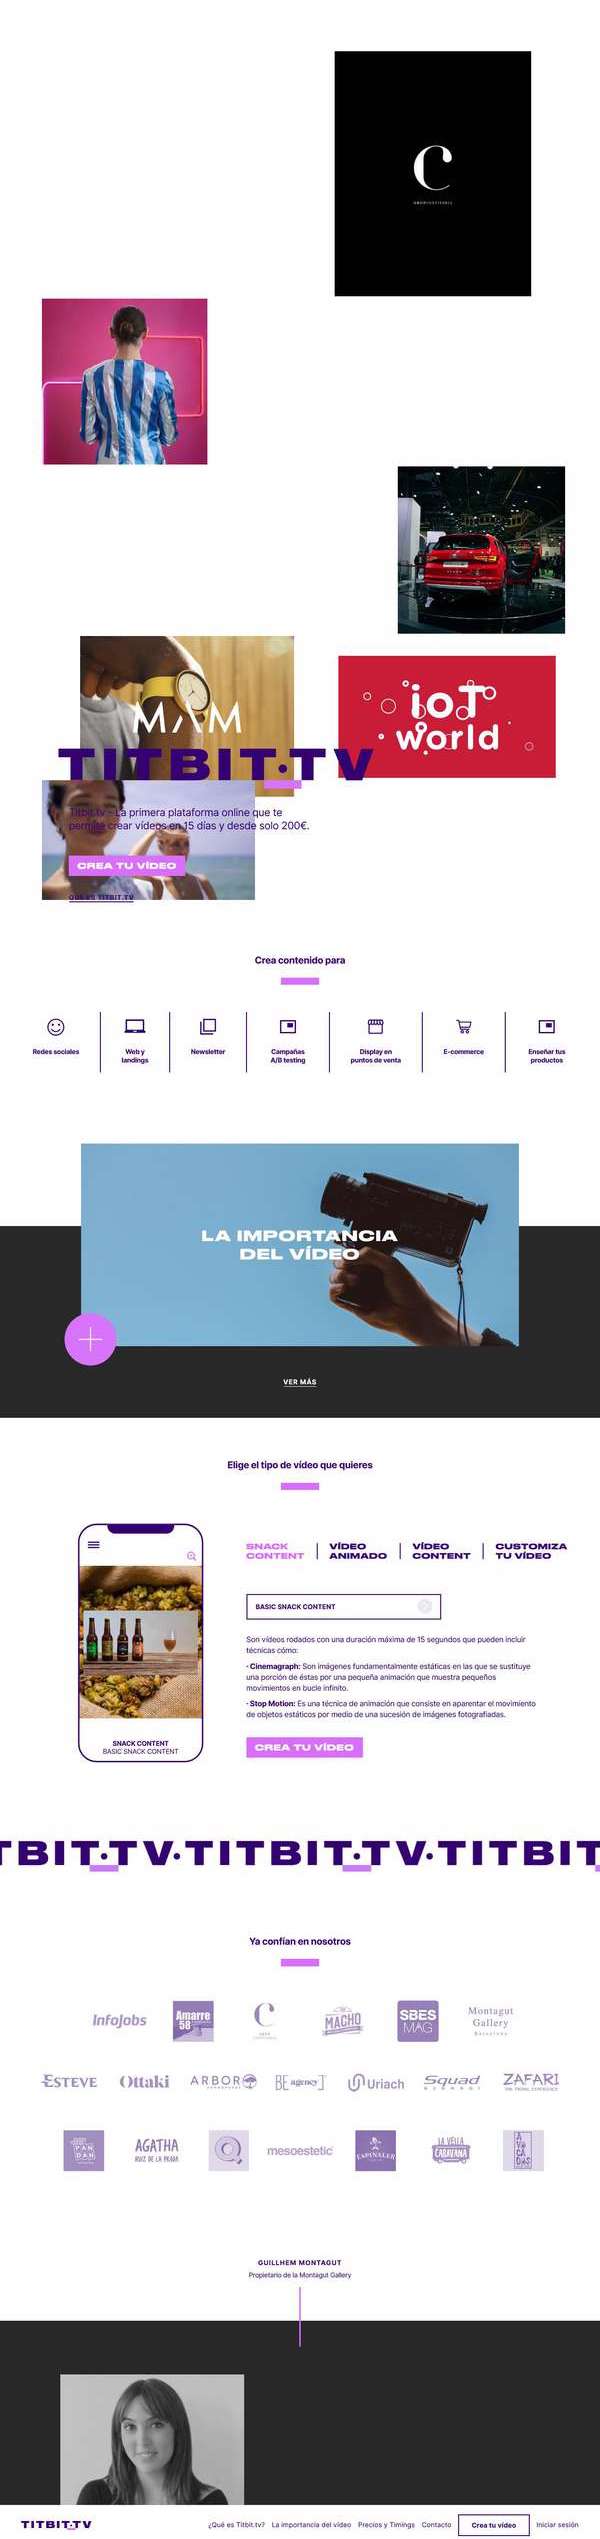 C
MAM
ioT
world
TITBIT·TV
Titbit.tv - La primera plataforma online que te
permite crear vídeos en 15 días y desde solo 200€.
CREA TU VÍDEO
QUÉ ES TITBIT.TV
Crea contenido para
Redes sociales
Web y
landings
Newsletter
Campañas
A/B testing
Display en
puntos de venta
E-commerce
Enseñar tus
productos
LA IMPORTANCIA
DEL VÍDEO
VER MÁS
Elige el tipo de vídeo que quieres
SNACK
CONTENT
VÍDEO
ANIMADO
VÍDEO
CONTENT
CUSTOMIZA
TU VÍDEO
BASIC SNACK CONTENT
Son vídeos rodados con una duración máxima de 15 segundos que pueden incluir
técnicas cómo:
· Cinemagraph: Son imágenes fundamentalmente estáticas en las que se sustituye
una porción de éstas por una pequeña animación que muestra pequeños
movimientos en bucle infinito.
· Stop Motion: Es una técnica de animación que consiste en aparentar el movimiento
de objetos estáticos por medio de una sucesión de imágenes fotografiadas.
CREA TU VÍDEO
SNACK CONTENT
BASIC SNACK CONTENT
TBIT·TV·TITBIT·TV·TITBIT
Ya confían en nosotros
InfoJobs
Amarre
58
C
MACHO
SBES
MAG
Montagut
Gallery
Barcelona
ESTEVE
Ottaki
ARBORO
BE agency
Uriach
Squad
ZAFARI
PAN
DAN
AGATHA
RUIZ DE LA PRADA
mesoestetic
ESPINALER
LA VELLA
CARAVANA
GUILLHEM MONTAGUT
Propietario de la Montagut Gallery
TITBIT·TV
¿Qué es Titbit.tv?
La importancia del vídeo
Precios y Timings
Contacto
Crea tu vídeo
Iniciar sesión